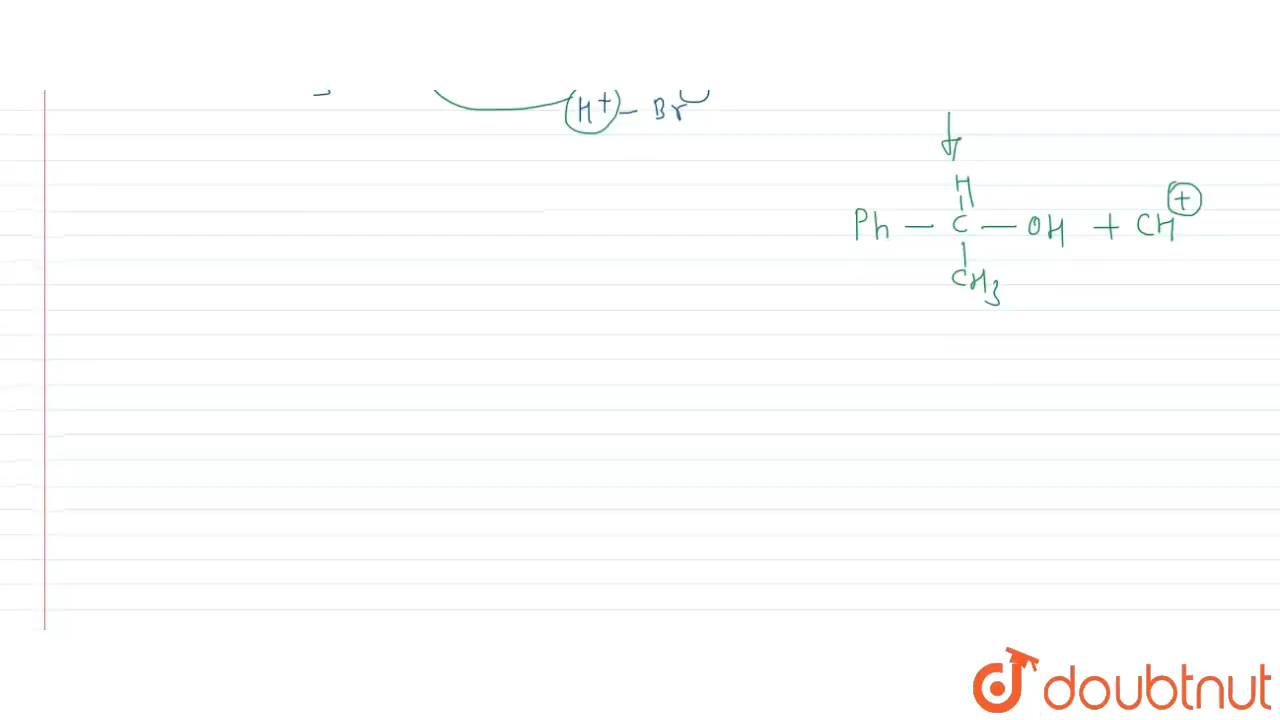 H+ - Br
H
Ph - C - OH + CH+
CH3
doubtnut